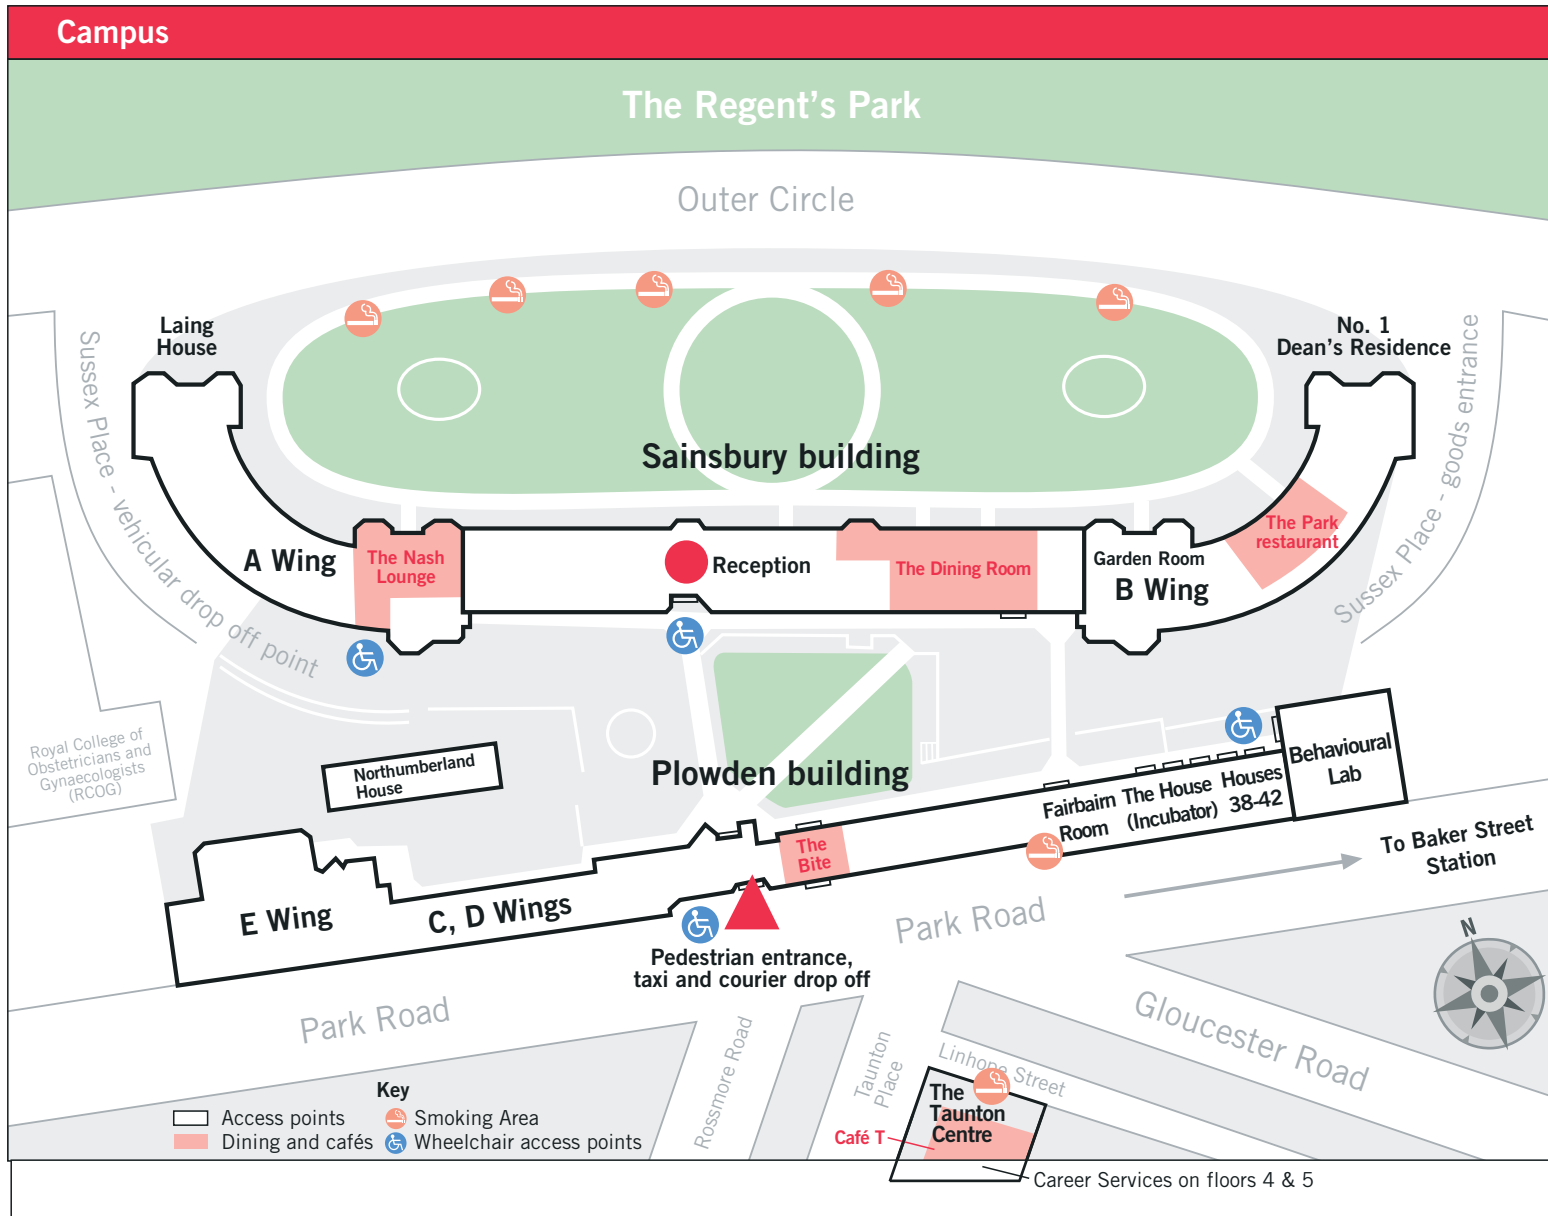 Campus
The Regent's Park
Outer Circle
Laing
House
No. 1
Dean's Residence
Sussex Place - vehicular drop off point
Sussex Place - goods entrance
Sainsbury building
A Wing
The Nash
Lounge
Reception
The Dining Room
Garden Room
B Wing
The Park
restaurant
Royal College of
Obstetricians and
Gynaecologists
(RCOG)
Northumberland
House
Plowden building
Fairbairn
Room
The House
(Incubator)
Houses
38-42
Behavioural
Lab
The
Bite
E Wing
C, D Wings
To Baker Street
Station
Park Road
Pedestrian entrance,
taxi and courier drop off
N
Park Road
Gloucester Road
Rossmore Road
Taunton
Place
Linhope Street
The
Taunton
Centre
Café T
Career Services on floors 4 & 5
Key
Access points
Smoking Area
Dining and cafés
Wheelchair access points